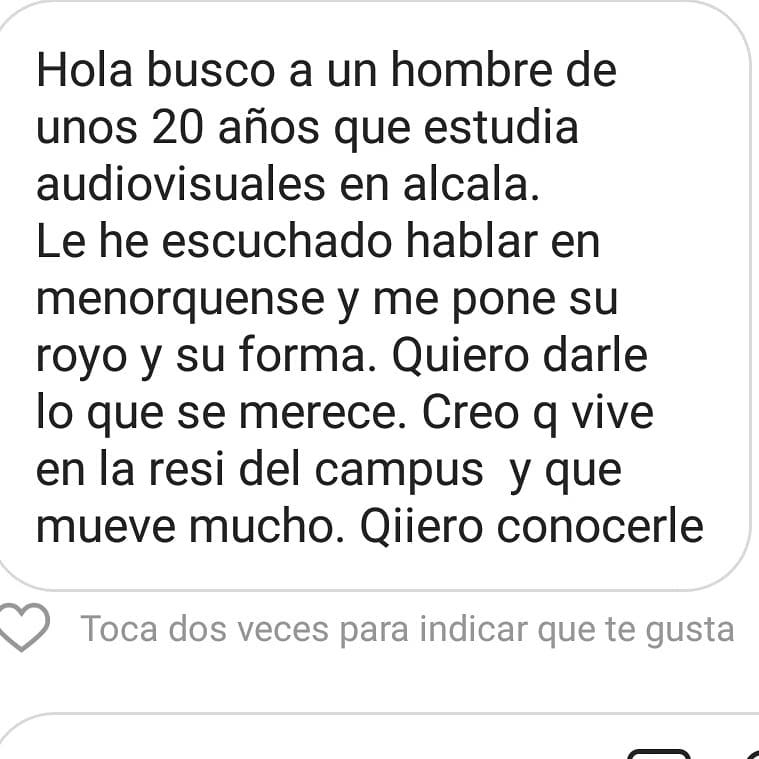 Hola busco a un hombre de
unos 20 años que estudia
audiovisuales en alcala.
Le he escuchado hablar en
menorquense y me pone su
royo y su forma. Quiero darle
lo que se merece. Creo q vive
en la resi del campus  y que
mueve mucho. Qiiero conocerle
Toca dos veces para indicar que te gusta